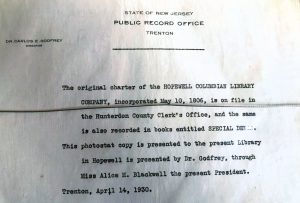 STATE OF NEW JERSEY
PUBLIC RECORD OFFICE
TRENTON
DR. CARLOS E. GODFREY
DIRECTOR
The original charter of the HOPEWELL COLUMBIAN LIBRARY
COMPANY, incorporated May 10, 1806, is on file in
the Hunterdon County Clerk's Office, and the same
is also recorded in books entitled SPECIAL
This photostat copy is presented to the present Library
in Hopewell is presented by Dr. Godfrey, through
Miss Alice M. Blackwell the present President.
Trenton, April 14, 1930.